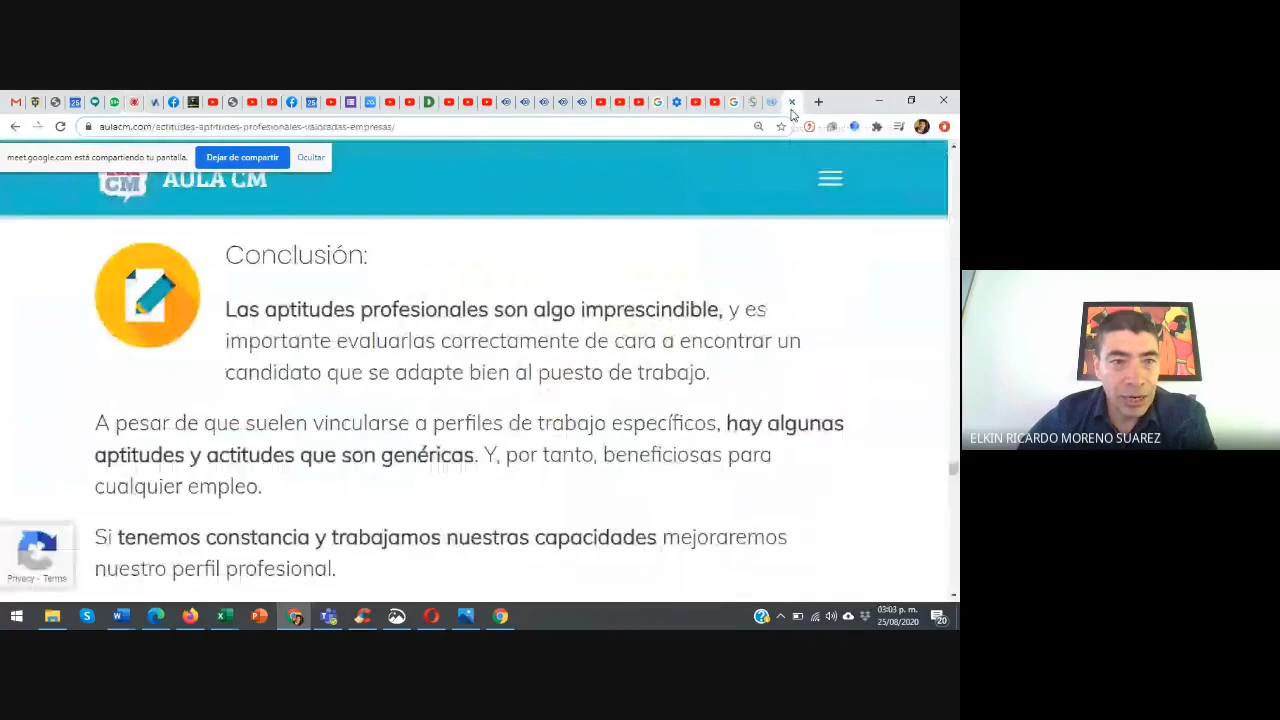 aulacm.com/actitudes-aptitudes-profesionales-valoradas-empresas/
meet.google.com está compartiendo tu pantalla.
Dejar de compartir
Ocultar
CM
AULA CM
Conclusión:
Las aptitudes profesionales son algo imprescindible, y es
importante evaluarlas correctamente de cara a encontrar un
candidato que se adapte bien al puesto de trabajo.
A pesar de que suelen vincularse a perfiles de trabajo específicos, hay algunas
aptitudes y actitudes que son genéricas. Y, por tanto, beneficiosas para
cualquier empleo.
Si tenemos constancia y trabajamos nuestras capacidades mejoraremos
nuestro perfil profesional.
Privacy - Terms
ELKIN RICARDO MORENO SUAREZ
03:03 p. m.
25/08/2020
20